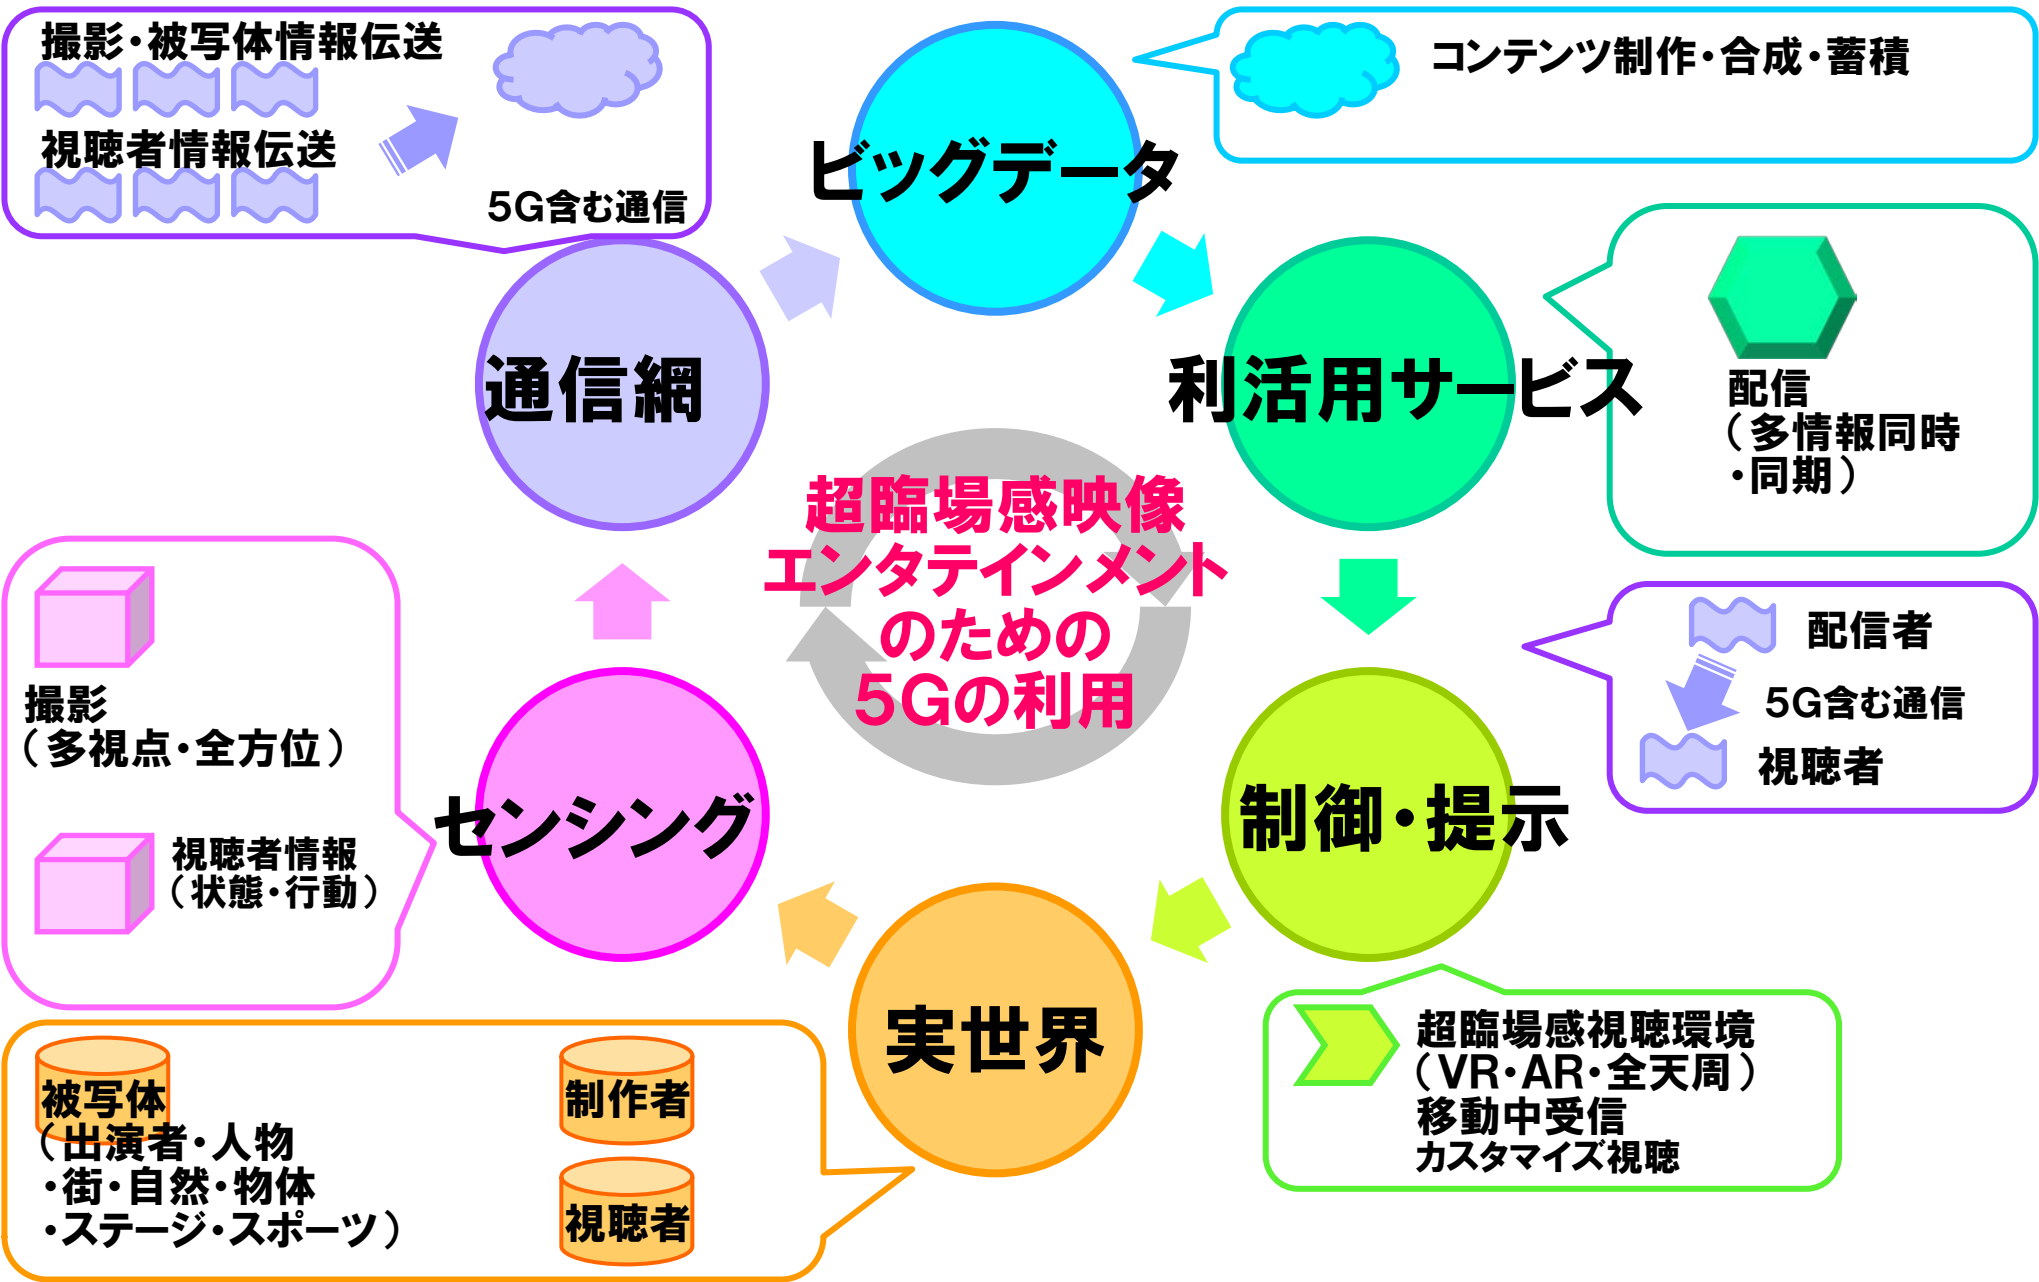 撮影・被写体情報伝送
視聴者情報伝送
5G含む通信
ビッグデータ
コンテンツ制作・合成・蓄積
通信網
利活用サービス
配信
（多情報同時
・同期）
超臨場感映像
エンタテインメント
のための
5Gの利用
配信者
5G含む通信
視聴者
撮影
（多視点・全方位）
視聴者情報
（状態・行動）
センシング
制御・提示
実世界
超臨場感視聴環境
（VR・AR・全天周）
移動中受信
カスタマイズ視聴
被写体
（出演者・人物
・街・自然・物体
・ステージ・スポーツ）
制作者
視聴者